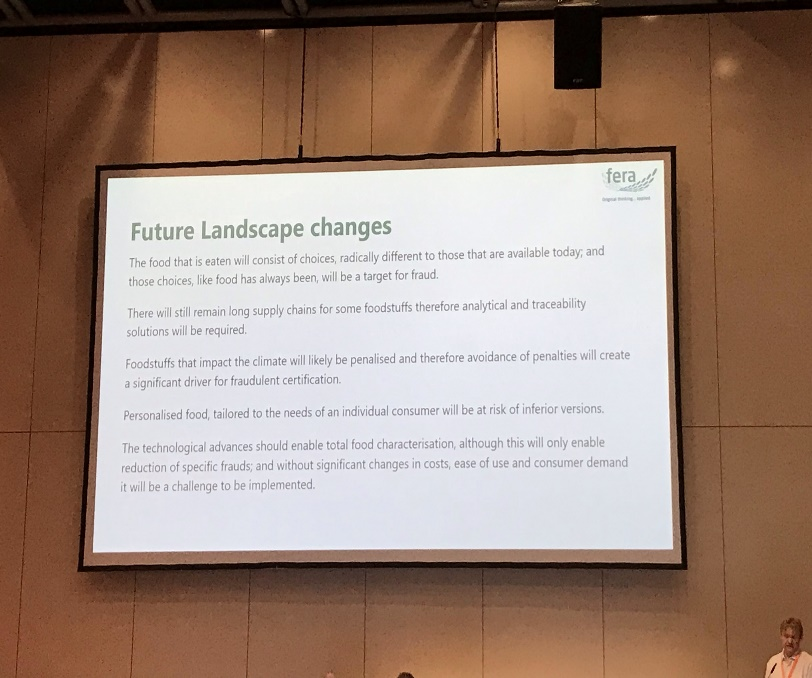 fera
Future Landscape changes
The food that is eaten will consist of choices, radically different to those that are available today; and
those choices, like food has always been, will be a target for fraud.
There will still remain long supply chains for some foodstuffs therefore analytical and traceability
solutions will be required.
Foodstuffs that impact the climate will likely be penalised and therefore avoidance of penalties will create
a significant driver for fraudulent certification.
Personalised food, tailored to the needs of an individual consumer will be at risk of inferior versions.
The technological advances should enable total food characterisation, although this will only enable
reduction of specific frauds; and without significant changes in costs, ease of use and consumer demand
it will be a challenge to be implemented.